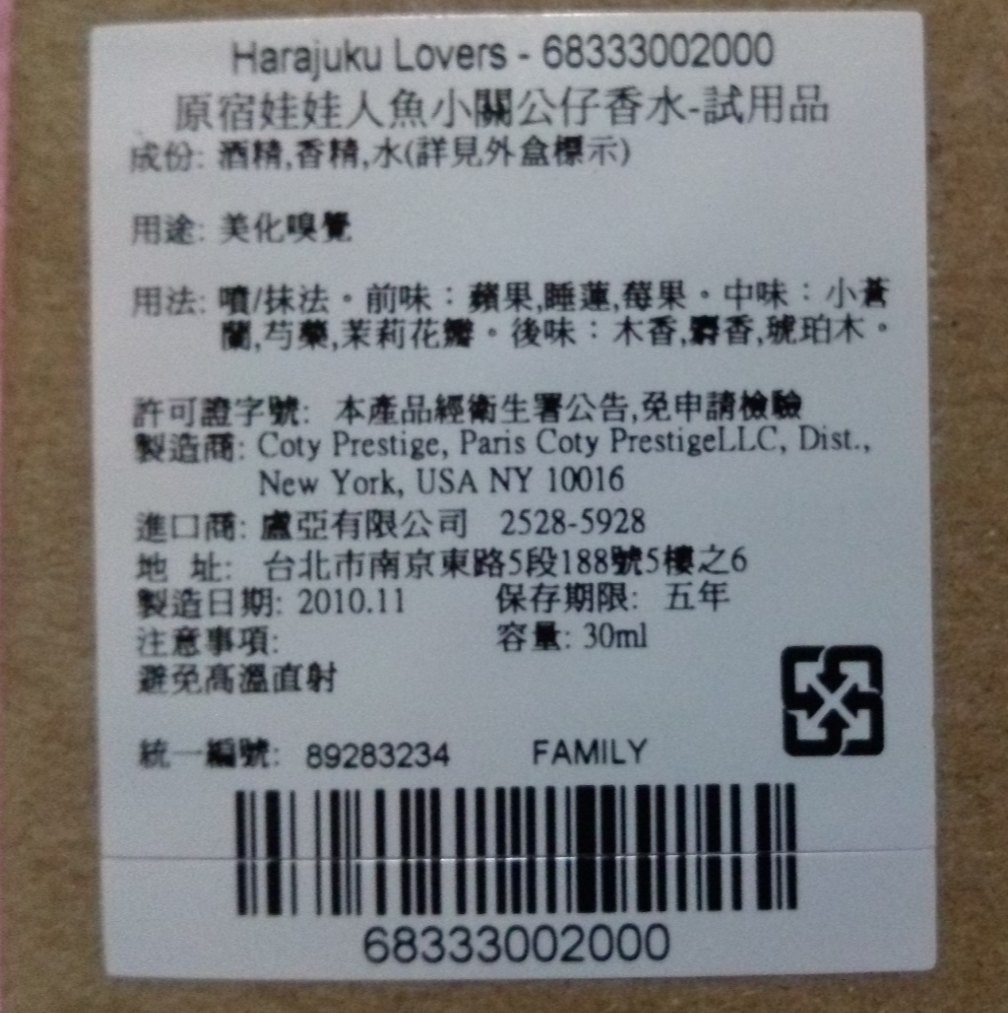 Harajuku Lovers - 68333002000
原宿娃娃人魚小關公仔香水-試用品
成份: 酒精,香精,水(詳見外盒標示)
用途: 美化嗅覺
用法: 噴/抹法。前味：蘋果,睡蓮,莓果。中味：小蒼
蘭,芍藥,茉莉花瓣。後味：木香,麝香,琥珀木。
許可證字號: 本產品經衛生署公告,免申請檢驗
製造商: Coty Prestige, Paris Coty PrestigeLLC, Dist.,
New York, USA NY 10016
進口商: 盧亞有限公司 2528-5928
地 址: 台北市南京東路5段188號5樓之6
製造日期: 2010.11 保存期限: 五年
注意事項: 容量: 30ml
避免高溫直射
統一編號: 89283234 FAMILY
68333002000